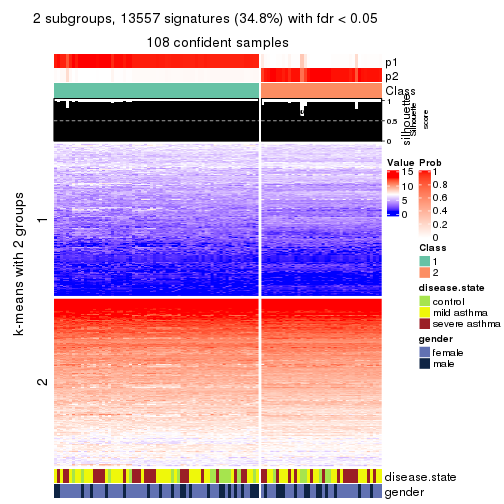 2 subgroups, 13557 signatures (34.8%) with fdr < 0.05
108 confident samples
p1
p2
Class
1
0.5
0
silhouette
Silhouette
score
k-means with 2 groups
1
2
Value
15
10
5
0
Prob
1
0.8
0.6
0.4
0.2
0
Class
1
2
disease.state
control
mild asthma
severe asthma
gender
female
male
disease.state
gender